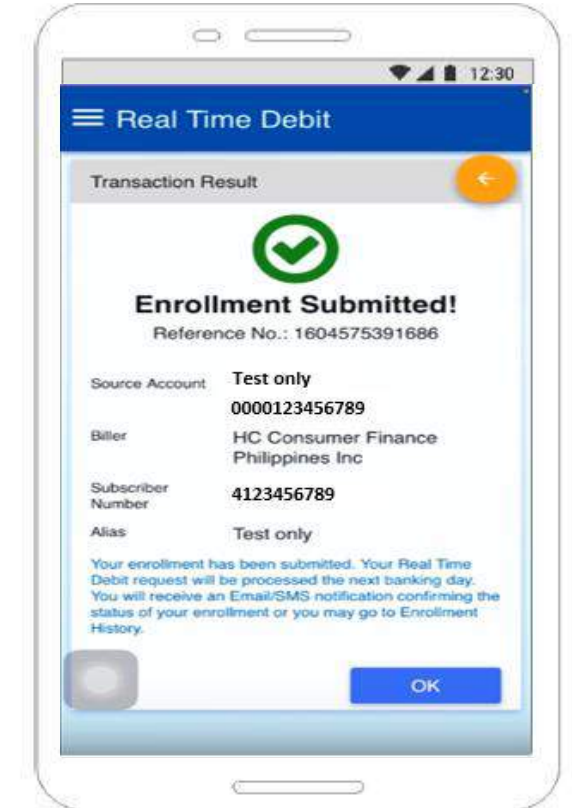 12:30
Real Time Debit
Transaction Result
Enrollment Submitted!
Reference No.: 1604575391686
Source Account Test only
0000123456789
Biller HC Consumer Finance
Philippines Inc
Subscriber
Number 4123456789
Alias Test only
Your enrollment has been submitted. Your Real Time
Debit request will be processed the next banking day.
You will receive an Email/SMS notification confirming the
status of your enrollment or you may go to Enrollment
History.
OK